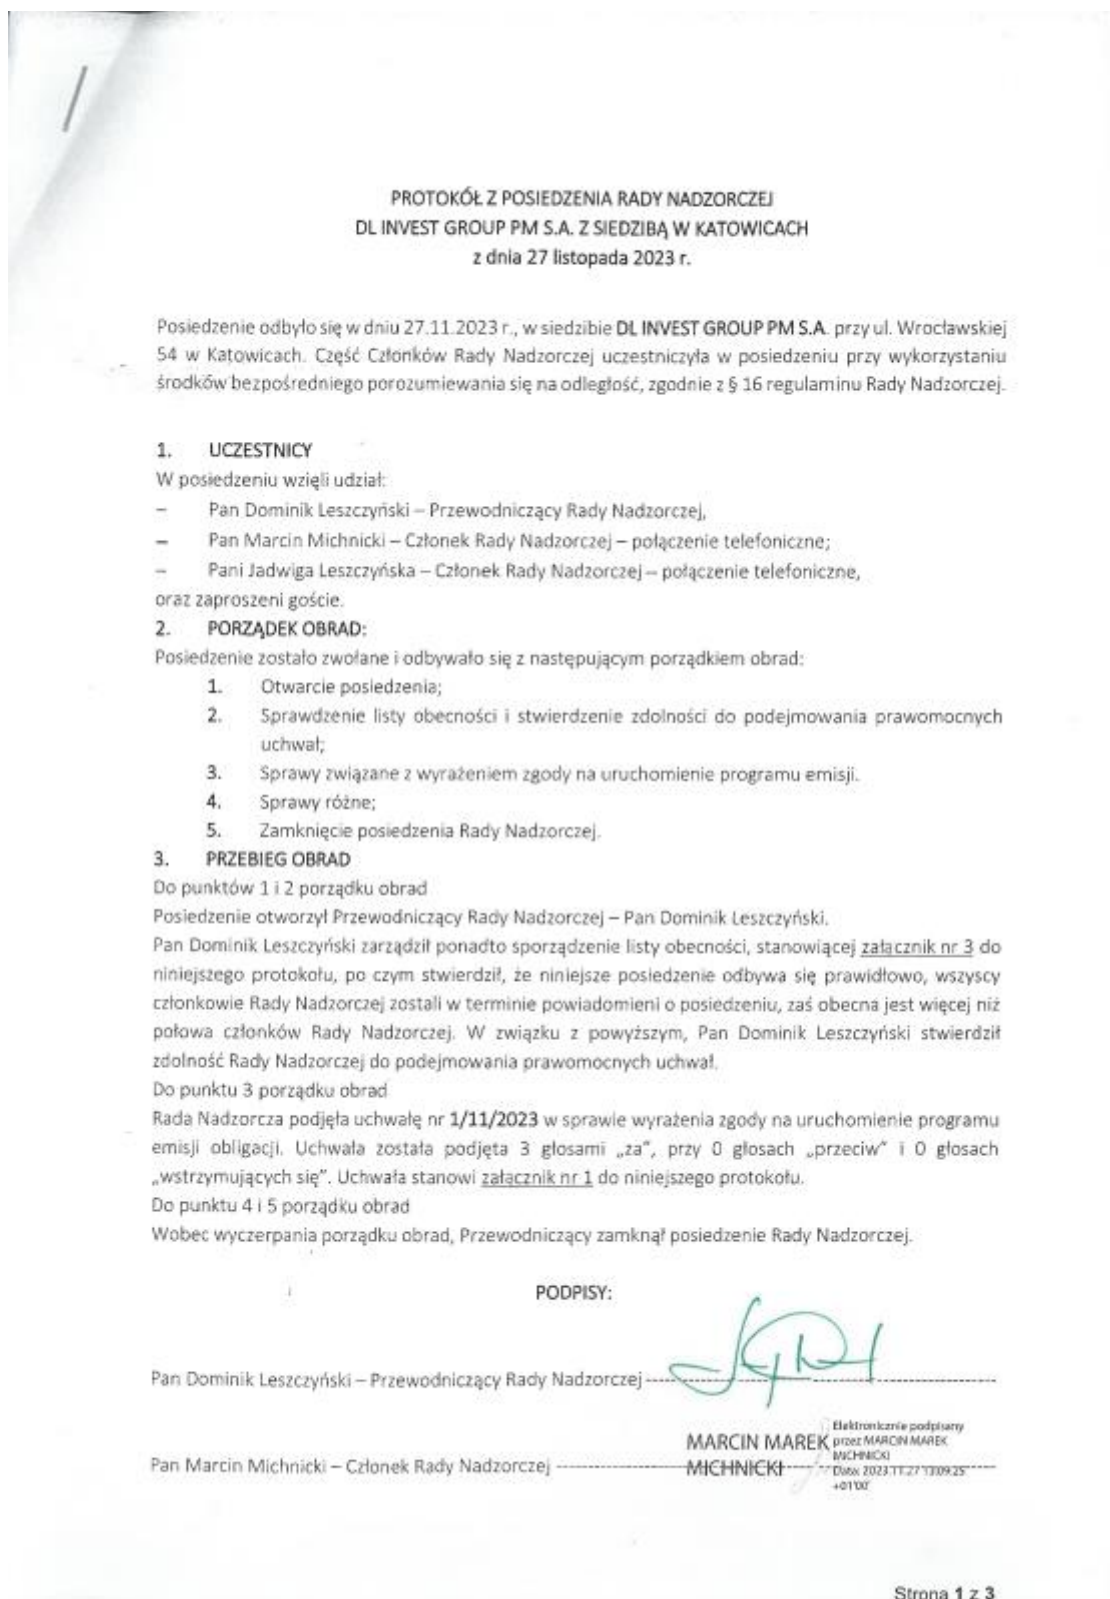 PROTOKÓŁ Z POSIEDZENIA RADY NADZORCZEJ
DL INVEST GROUP PM S.A. Z SIEDZIBĄ W KATOWICACH
z dnia 27 listopada 2023 r.
Posiedzenie odbyło się w dniu 27.11.2023 r., w siedzibie DL INVEST GROUP PM S.A. przy ul. Wrocławskiej
54 w Katowicach. Część Członków Rady Nadzorczej uczestniczyła w posiedzeniu przy wykorzystaniu
środków bezpośredniego porozumiewania się na odległość, zgodnie z § 16 regulaminu Rady Nadzorczej.
1. UCZESTNICY
W posiedzeniu wzięli udział:
– Pan Dominik Leszczyński – Przewodniczący Rady Nadzorczej,
– Pan Marcin Michnicki – Członek Rady Nadzorczej – połączenie telefoniczne;
– Pani Jadwiga Leszczyńska – Członek Rady Nadzorczej – połączenie telefoniczne,
oraz zaproszeni goście.
2. PORZĄDEK OBRAD:
Posiedzenie zostało zwołane i odbywało się z następującym porządkiem obrad:
1. Otwarcie posiedzenia;
2. Sprawdzenie listy obecności i stwierdzenie zdolności do podejmowania prawomocnych
uchwał;
3. Sprawy związane z wyrażeniem zgody na uruchomienie programu emisji.
4. Sprawy różne;
5. Zamknięcie posiedzenia Rady Nadzorczej.
3. PRZEBIEG OBRAD
Do punktów 1 i 2 porządku obrad
Posiedzenie otworzył Przewodniczący Rady Nadzorczej – Pan Dominik Leszczyński.
Pan Dominik Leszczyński zarządził ponadto sporządzenie listy obecności, stanowiącej załącznik nr 3 do
niniejszego protokołu, po czym stwierdził, że niniejsze posiedzenie odbywa się prawidłowo, wszyscy
członkowie Rady Nadzorczej zostali w terminie powiadomieni o posiedzeniu, zaś obecna jest więcej niż
połowa członków Rady Nadzorczej. W związku z powyższym, Pan Dominik Leszczyński stwierdził
zdolność Rady Nadzorczej do podejmowania prawomocnych uchwał.
Do punktu 3 porządku obrad
Rada Nadzorcza podjęła uchwałę nr 1/11/2023 w sprawie wyrażenia zgody na uruchomienie programu
emisji obligacji. Uchwała została podjęta 3 głosami „za”, przy 0 głosach „przeciw” i 0 głosach
„wstrzymujących się”. Uchwała stanowi załącznik nr 1 do niniejszego protokołu.
Do punktu 4 i 5 porządku obrad
Wobec wyczerpania porządku obrad, Przewodniczący zamknął posiedzenie Rady Nadzorczej.
PODPISY:
Pan Dominik Leszczyński – Przewodniczący Rady Nadzorczej
Pan Marcin Michnicki – Członek Rady Nadzorczej
MARCIN MAREK
MICHNICKI
Elektronicznie podpisany
przez MARCIN MAREK
MICHNICKI
Data: 2023.11.27 13:09:25
+01'00'
Strona 1 z 3